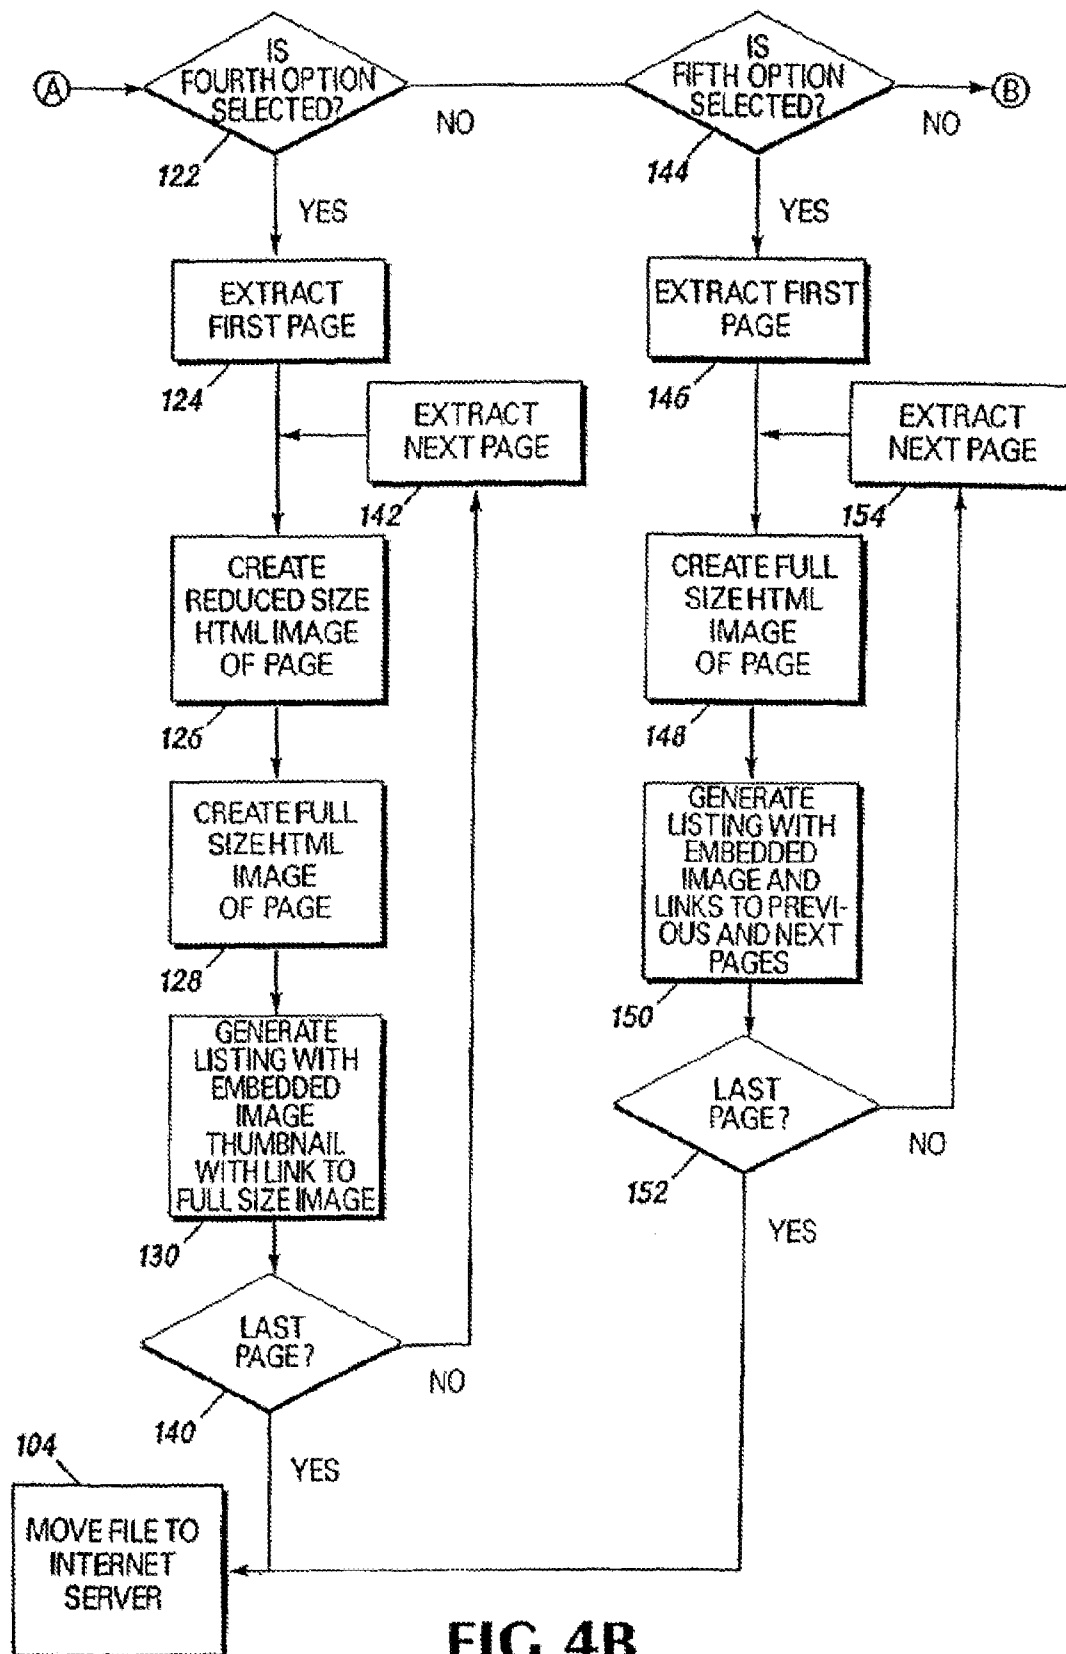 A
IS
FOURTH OPTION
SELECTED?
NO
122
YES
IS
FIFTH OPTION
SELECTED?
NO
B
144
YES
EXTRACT
FIRST PAGE
124
EXTRACT
NEXT PAGE
142
CREATE
REDUCED SIZE
HTML IMAGE
OF PAGE
126
CREATE FULL
SIZE HTML
IMAGE
OF PAGE
128
GENERATE
LISTING WITH
EMBEDDED
IMAGE
THUMBNAIL
WITH LINK TO
FULL SIZE IMAGE
130
LAST
PAGE?
NO
140
YES
104
MOVE FILE TO
INTERNET
SERVER
EXTRACT FIRST
PAGE
146
EXTRACT
NEXT PAGE
154
CREATE FULL
SIZE HTML
IMAGE
OF PAGE
148
GENERATE
LISTING WITH
EMBEDDED
IMAGE AND
LINKS TO PREVI-
OUS AND NEXT
PAGES
150
LAST
PAGE?
NO
152
YES
FIG. 4B